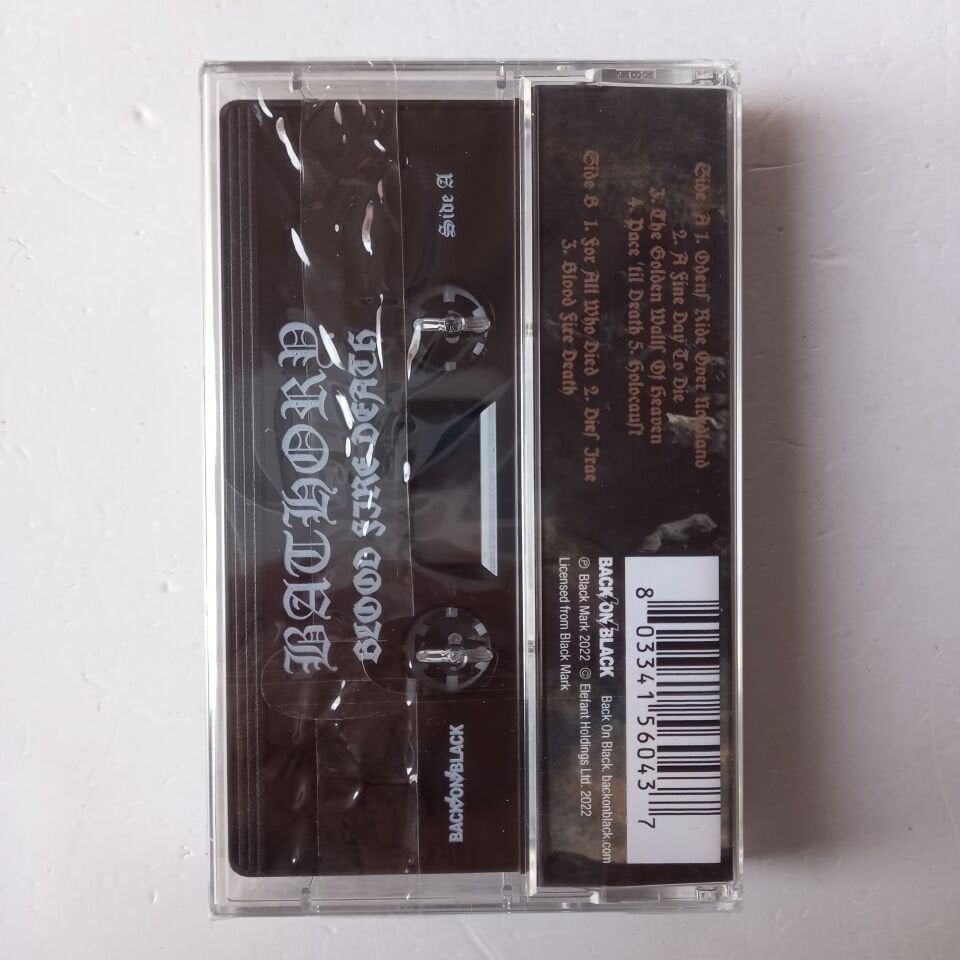 Side A 1. Odens Ride Over Nordland
2. A Fine Day To Die
3. The Golden Walls Of Heaven
4. Pace 'til Death 5. Holocaust
Side B 1. For All Who Died 2. Dies Irae
3. Blood Fire Death
BACK/ON/BLACK Back On Black. backonblack.com
℗ Black Mark 2022 © Elefant Holdings Ltd. 2022
Licensed from Black Mark
8 03341 56043 7
BATHORY
BLOOD FIRE DEATH
Side
BACK/ON/BLACK